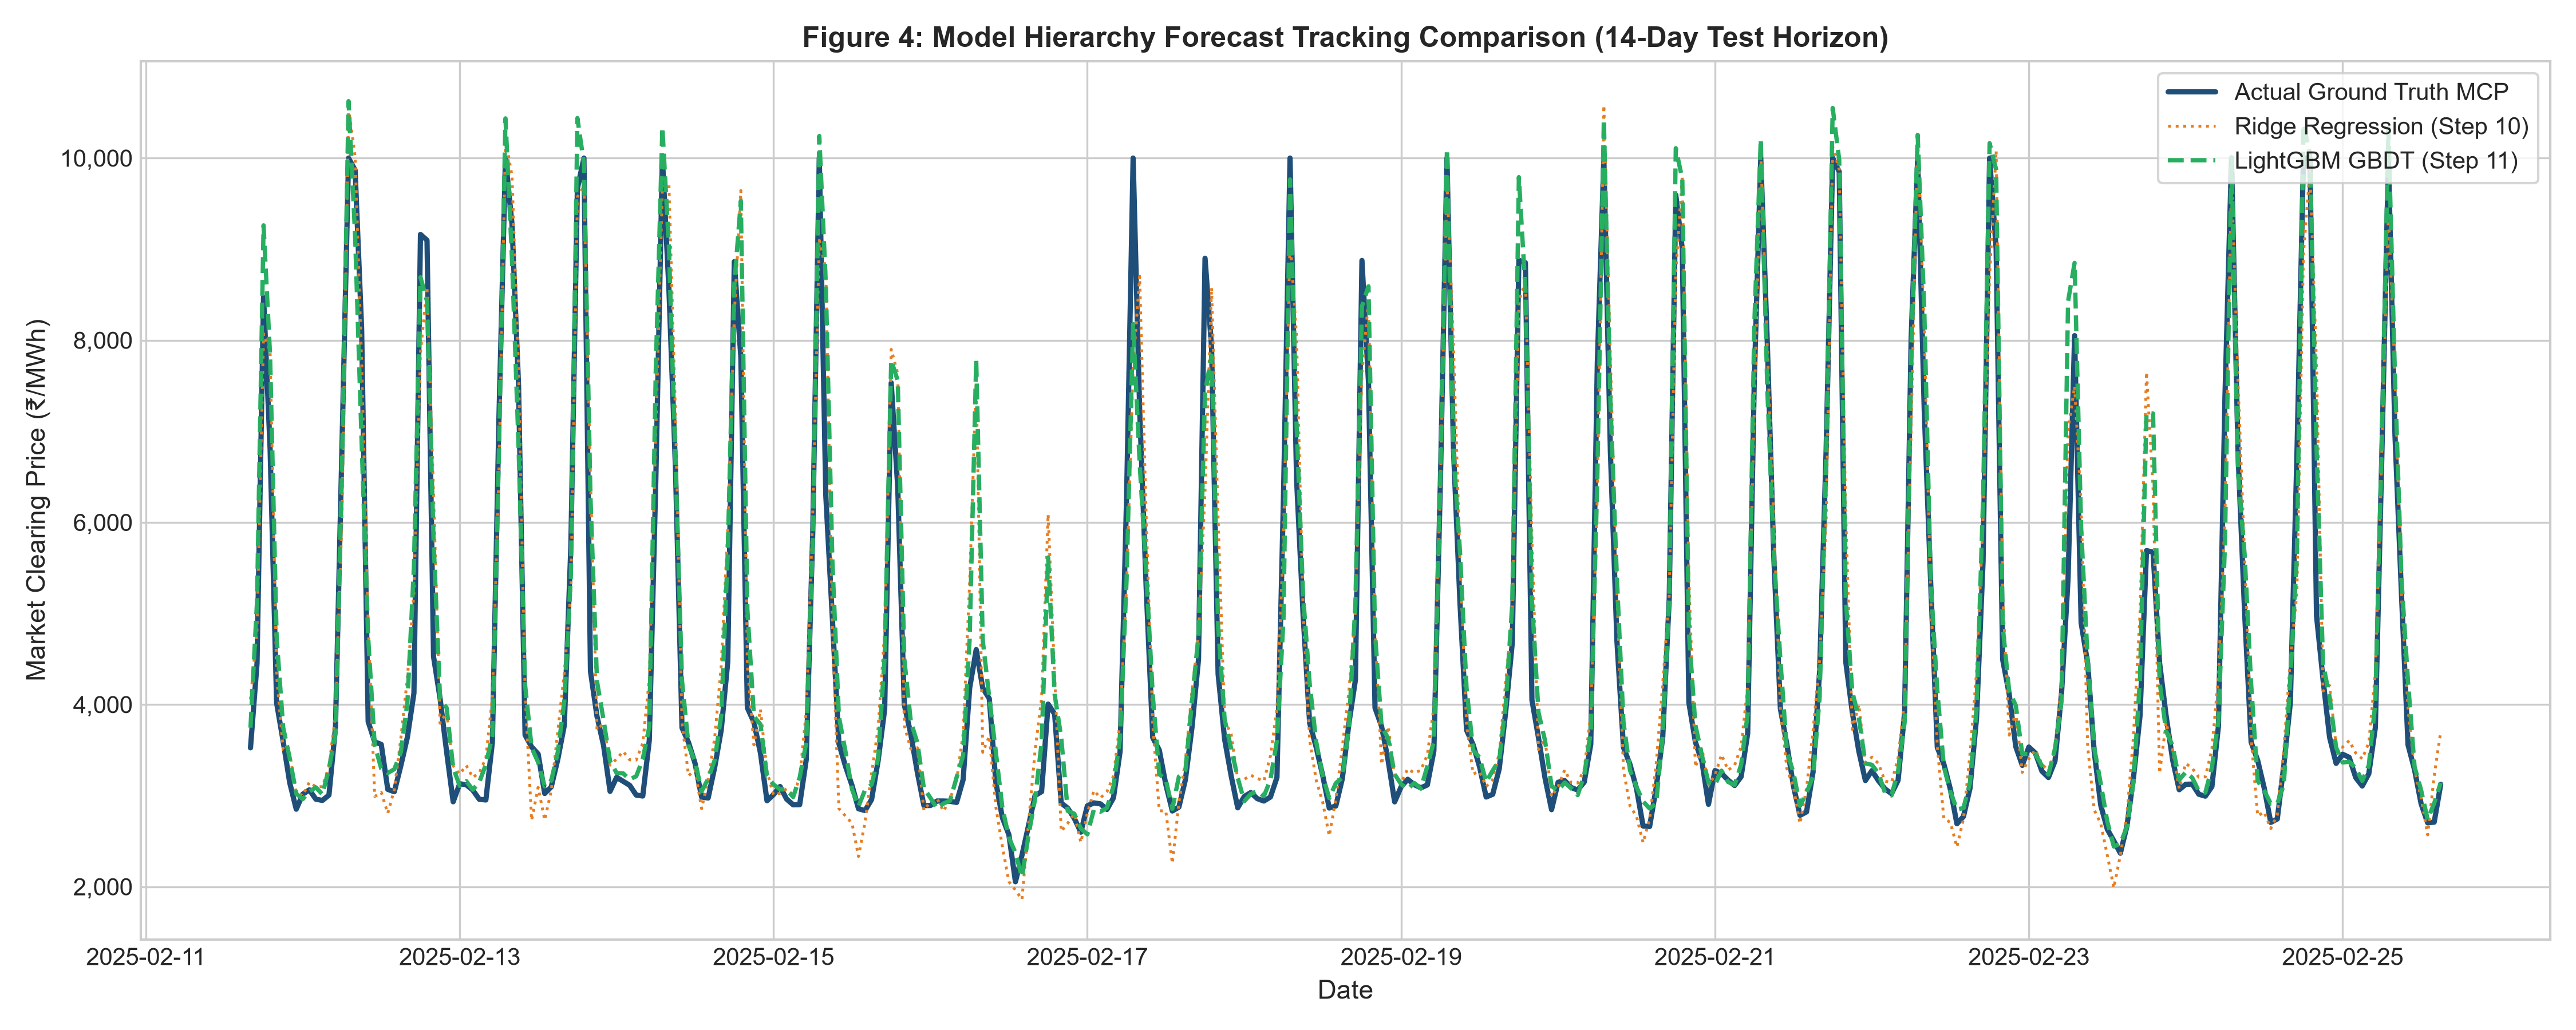 Figure 4: Model Hierarchy Forecast Tracking Comparison (14-Day Test Horizon)
Actual Ground Truth MCP
Ridge Regression (Step 10)
LightGBM GBDT (Step 11)
Market Clearing Price (₹/MWh)
10,000
8,000
6,000
4,000
2,000
2025-02-11
2025-02-13
2025-02-15
2025-02-17
2025-02-19
2025-02-21
2025-02-23
2025-02-25
Date